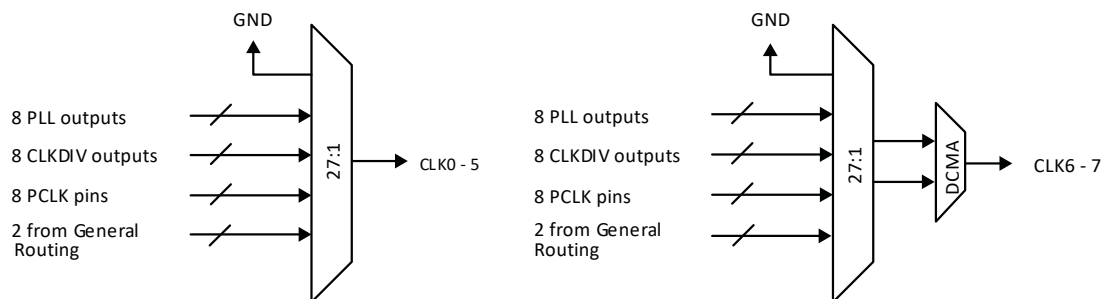 GND
8 PLL outputs
8 CLKDIV outputs
8 PCLK pins
2 from General
Routing
27:1
CLK0 - 5
GND
8 PLL outputs
8 CLKDIV outputs
8 PCLK pins
2 from General
Routing
27:1
DCMA
CLK6 - 7